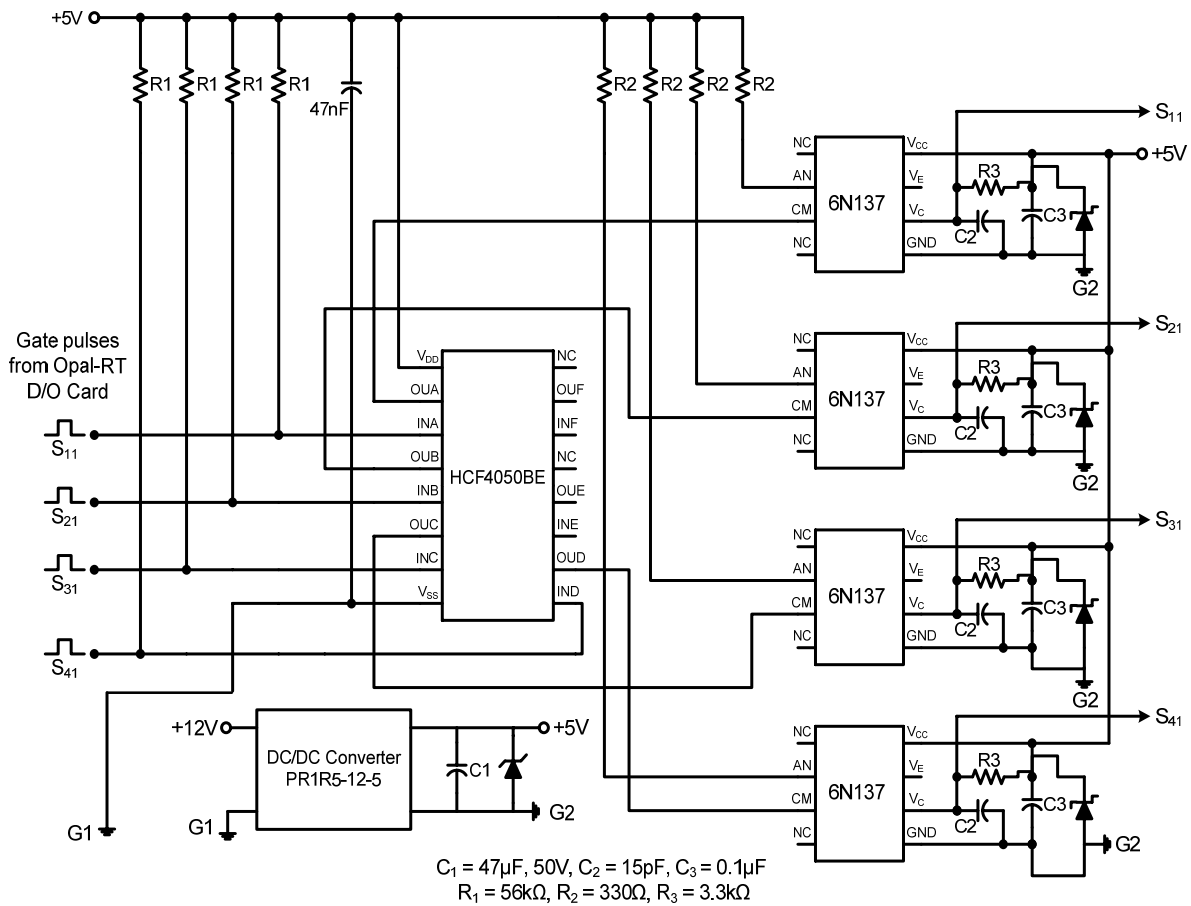 +5V
R1
R1
R1
R1
47nF
R2
R2
R2
R2
S11
NC
VCC
+5V
AN
VE
R3
CM
6N137
VC
C2
C3
NC
GND
G2
Gate pulses
from Opal-RT
D/O Card
S11
S21
S31
S41
VDD
NC
OUA
OUF
INA
INF
OUB
NC
HCF4050BE
INB
OUE
OUC
INE
INC
OUD
VSS
IND
S21
NC
VCC
AN
VE
R3
CM
6N137
VC
C2
C3
NC
GND
G2
S31
NC
VCC
AN
VE
R3
CM
6N137
VC
C2
C3
NC
GND
G2
S41
NC
VCC
AN
VE
R3
CM
6N137
VC
C2
C3
NC
GND
G2
G1
+12V
DC/DC Converter
PR1R5-12-5
+5V
C1
G1
G2
C1 = 47µF, 50V, C2 = 15pF, C3 = 0.1µF
R1 = 56kΩ, R2 = 330Ω, R3 = 3.3kΩ